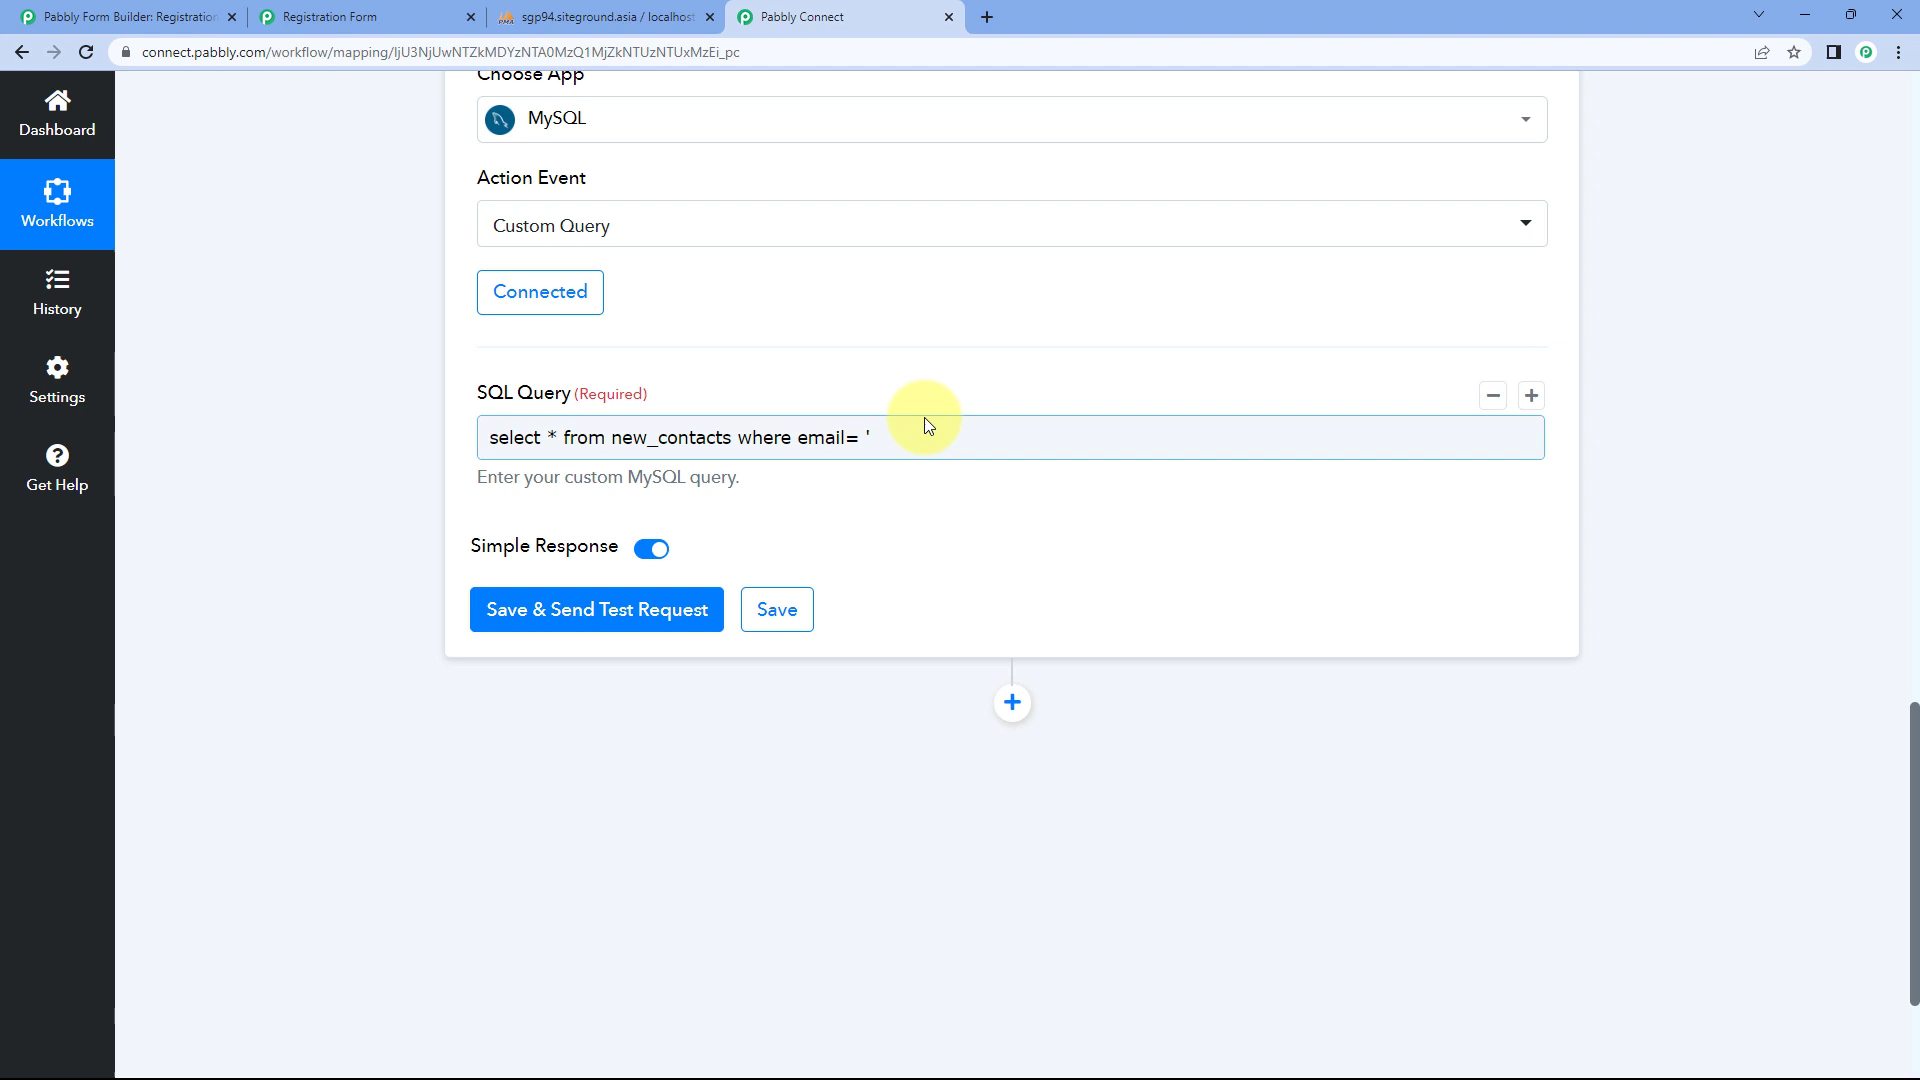 Pabbly Form Builder: Registration
Registration Form
sgp94.siteground.asia / localhost
Pabbly Connect
connect.pabbly.com/workflow/mapping/IjU3NjUwNTZkMDYzNTA0MzQ1MjZkNTUzNTUxMzEi_pc
Dashboard
Workflows
History
Settings
Get Help
Choose App
MySQL
Action Event
Custom Query
Connected
SQL Query (Required)
select * from new_contacts where email= '
Enter your custom MySQL query.
Simple Response
Save & Send Test Request
Save